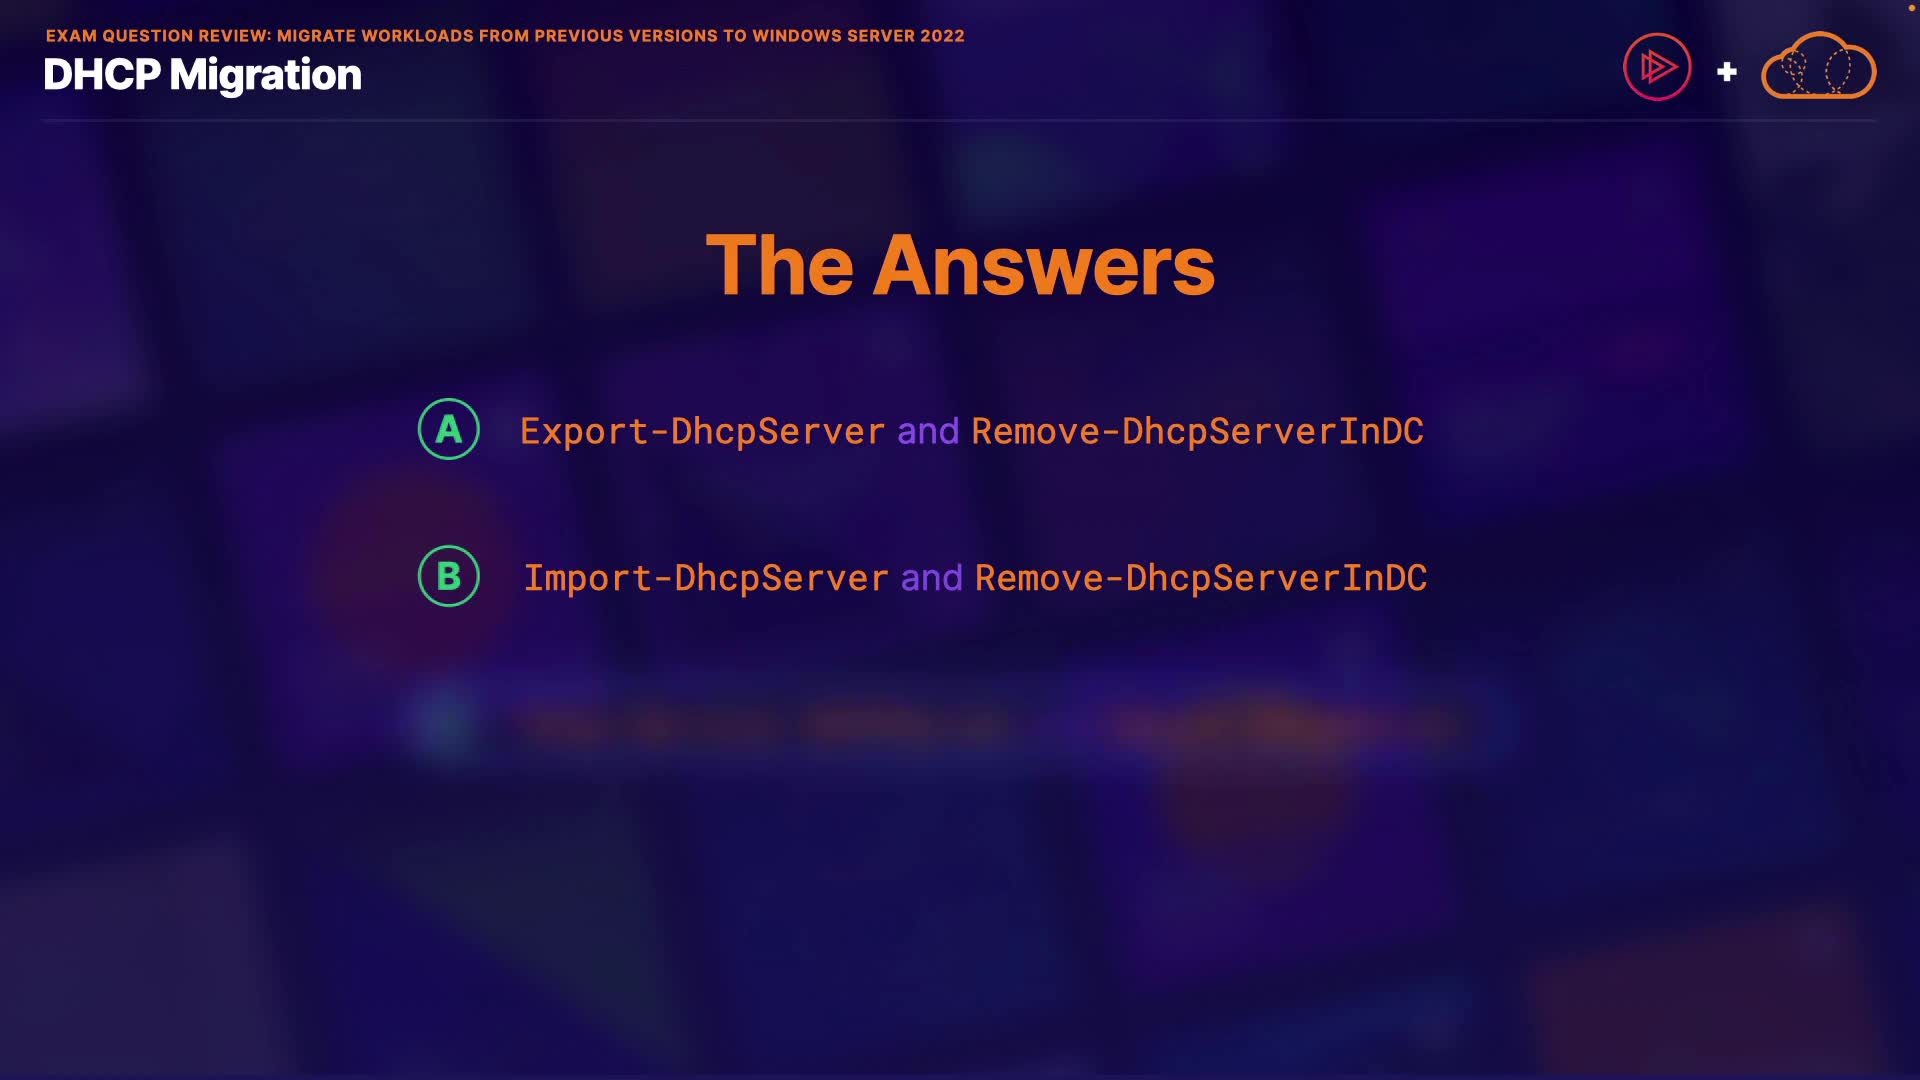 EXAM QUESTION REVIEW: MIGRATE WORKLOADS FROM PREVIOUS VERSIONS TO WINDOWS SERVER 2022
DHCP Migration
The Answers
A Export-DhcpServer and Remove-DhcpServerInDC
B Import-DhcpServer and Remove-DhcpServerInDC